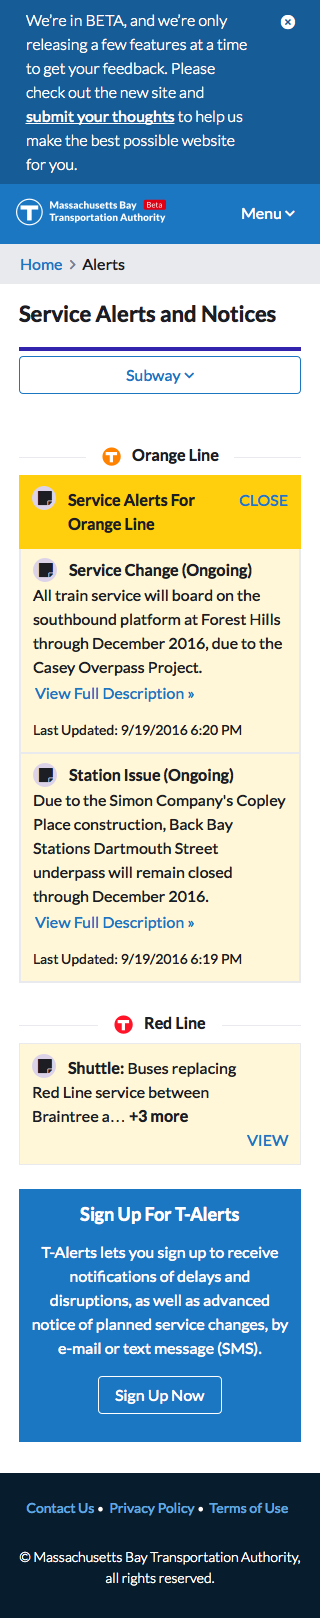 We're in BETA, and we're only
releasing a few features at a time
to get your feedback. Please
check out the new site and
submit your thoughts to help us
make the best possible website
for you.
Massachusetts Bay Beta
Transportation Authority
Menu
Home > Alerts
Service Alerts and Notices
Subway
T Orange Line
Service Alerts For CLOSE
Orange Line
Service Change (Ongoing)
All train service will board on the
southbound platform at Forest Hills
through December 2016, due to the
Casey Overpass Project.
View Full Description »
Last Updated: 9/19/2016 6:20 PM
Station Issue (Ongoing)
Due to the Simon Company's Copley
Place construction, Back Bay
Stations Dartmouth Street
underpass will remain closed
through December 2016.
View Full Description »
Last Updated: 9/19/2016 6:19 PM
T Red Line
Shuttle: Buses replacing
Red Line service between
Braintree a… +3 more
VIEW
Sign Up For T-Alerts
T-Alerts lets you sign up to receive
notifications of delays and
disruptions, as well as advanced
notice of planned service changes, by
e-mail or text message (SMS).
Sign Up Now
Contact Us • Privacy Policy • Terms of Use
© Massachusetts Bay Transportation Authority,
all rights reserved.